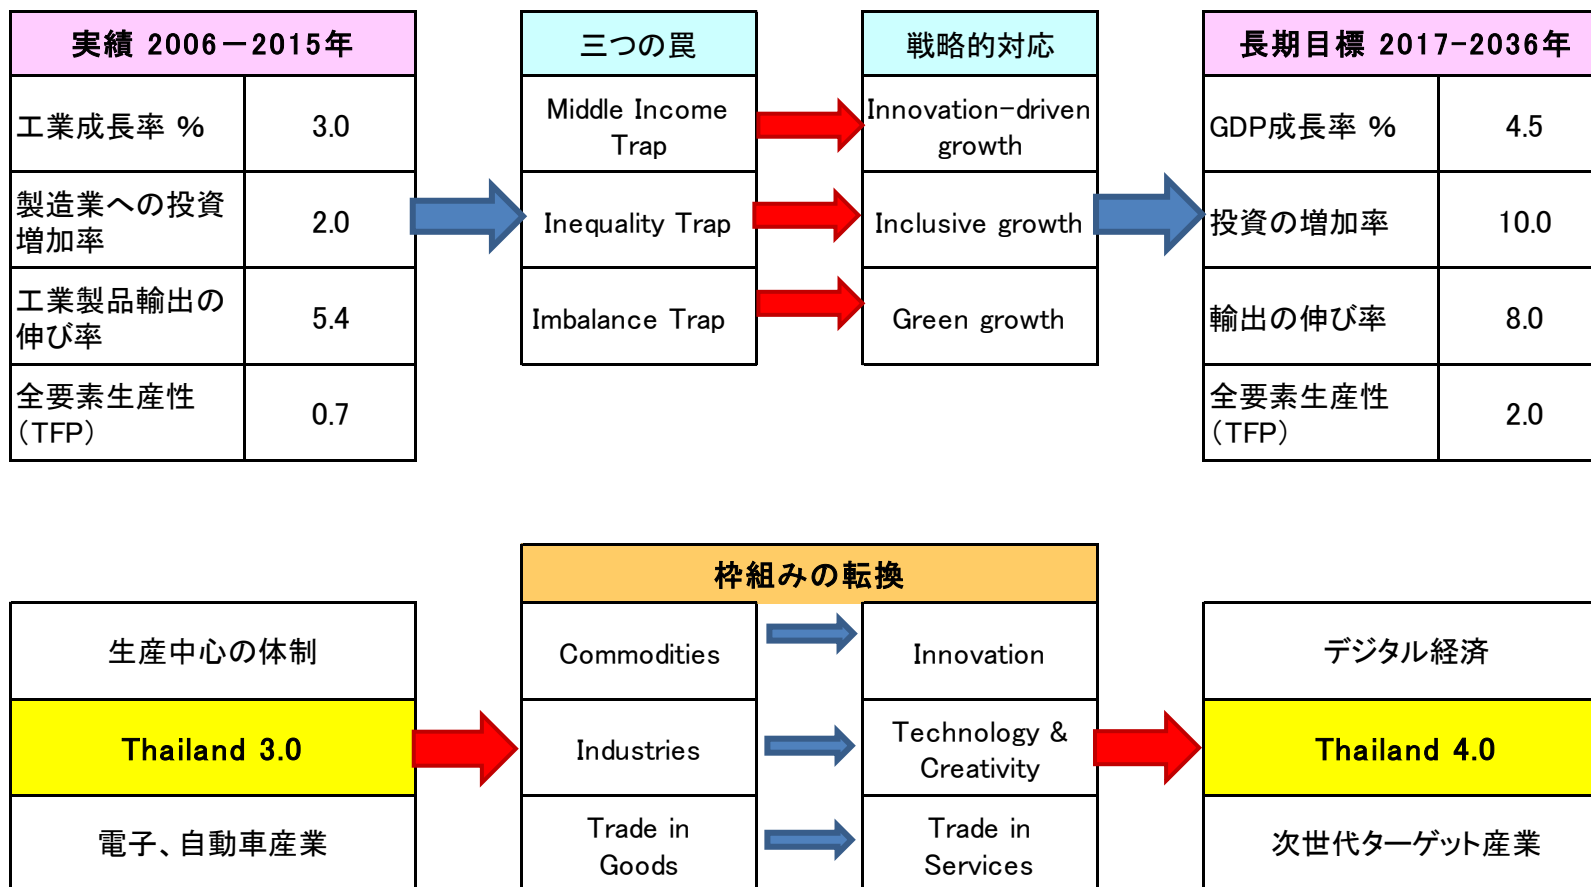 実績 2006－2015年
工業成長率 %
3.0
製造業への投資
増加率
2.0
工業製品輸出の
伸び率
5.4
全要素生産性
（TFP）
0.7
三つの罠
Middle Income
Trap
Inequality Trap
Imbalance Trap
戦略的対応
Innovation-driven
growth
Inclusive growth
Green growth
長期目標 2017-2036年
GDP成長率 %
4.5
投資の増加率
10.0
輸出の伸び率
8.0
全要素生産性
（TFP）
2.0
枠組みの転換
生産中心の体制
Thailand 3.0
電子、自動車産業
Commodities
Industries
Trade in
Goods
Innovation
Technology &
Creativity
Trade in
Services
デジタル経済
Thailand 4.0
次世代ターゲット産業